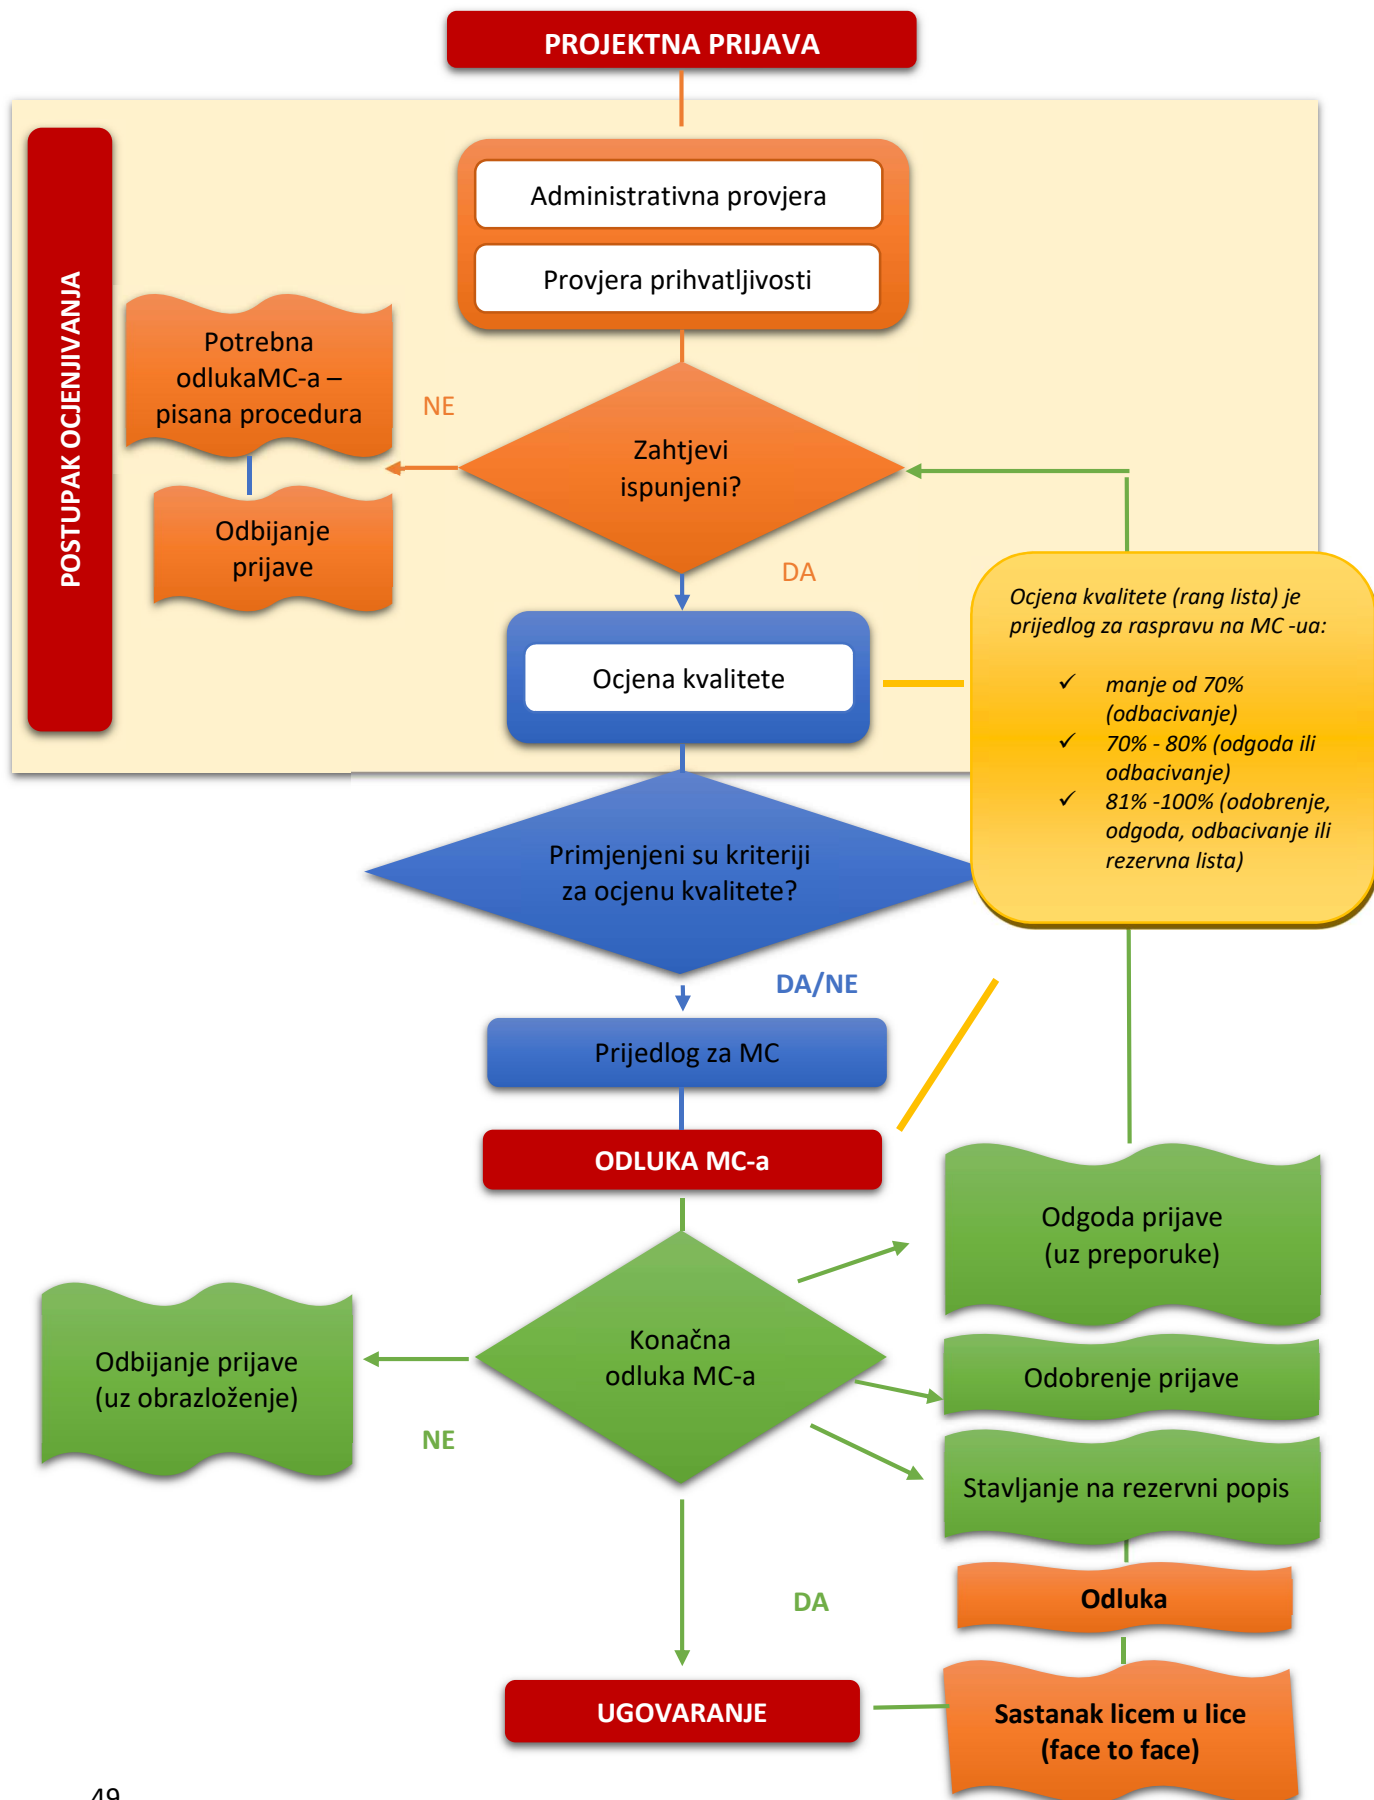 PROJEKTNA PRIJAVA
POSTUPAK OCJENJIVANJA
Administrativna provjera
Provjera prihvatljivosti
Potrebna
odlukaMC-a –
pisana procedura
NE
Zahtjevi
ispunjeni?
Odbijanje
prijave
DA
Ocjena kvalitete
Ocjena kvalitete (rang lista) je
prijedlog za raspravu na MC -ua:
✓ manje od 70%
(odbacivanje)
✓ 70% - 80% (odgoda ili
odbacivanje)
✓ 81% -100% (odobrenje,
odgoda, odbacivanje ili
rezervna lista)
Primjenjeni su kriteriji
za ocjenu kvalitete?
DA/NE
Prijedlog za MC
ODLUKA MC-a
Odgoda prijave
(uz preporuke)
Konačna
odluka MC-a
Odbijanje prijave
(uz obrazloženje)
NE
Odobrenje prijave
Stavljanje na rezervni popis
DA
Odluka
UGOVARANJE
Sastanak licem u lice
(face to face)
49